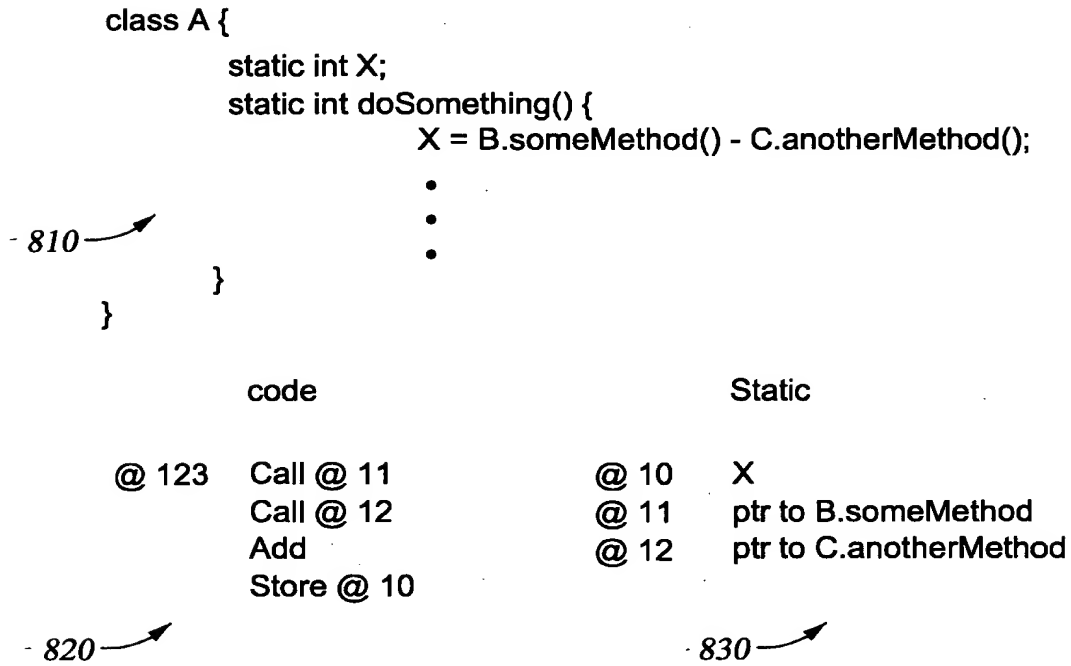 class A {
static int X;
static int doSomething() {
X = B.someMethod() - C.anotherMethod();
•
•
•
- 810
}
}
code Static
@ 123 Call @ 11 @ 10 X
Call @ 12 @ 11 ptr to B.someMethod
Add @ 12 ptr to C.anotherMethod
Store @ 10
- 820 - 830